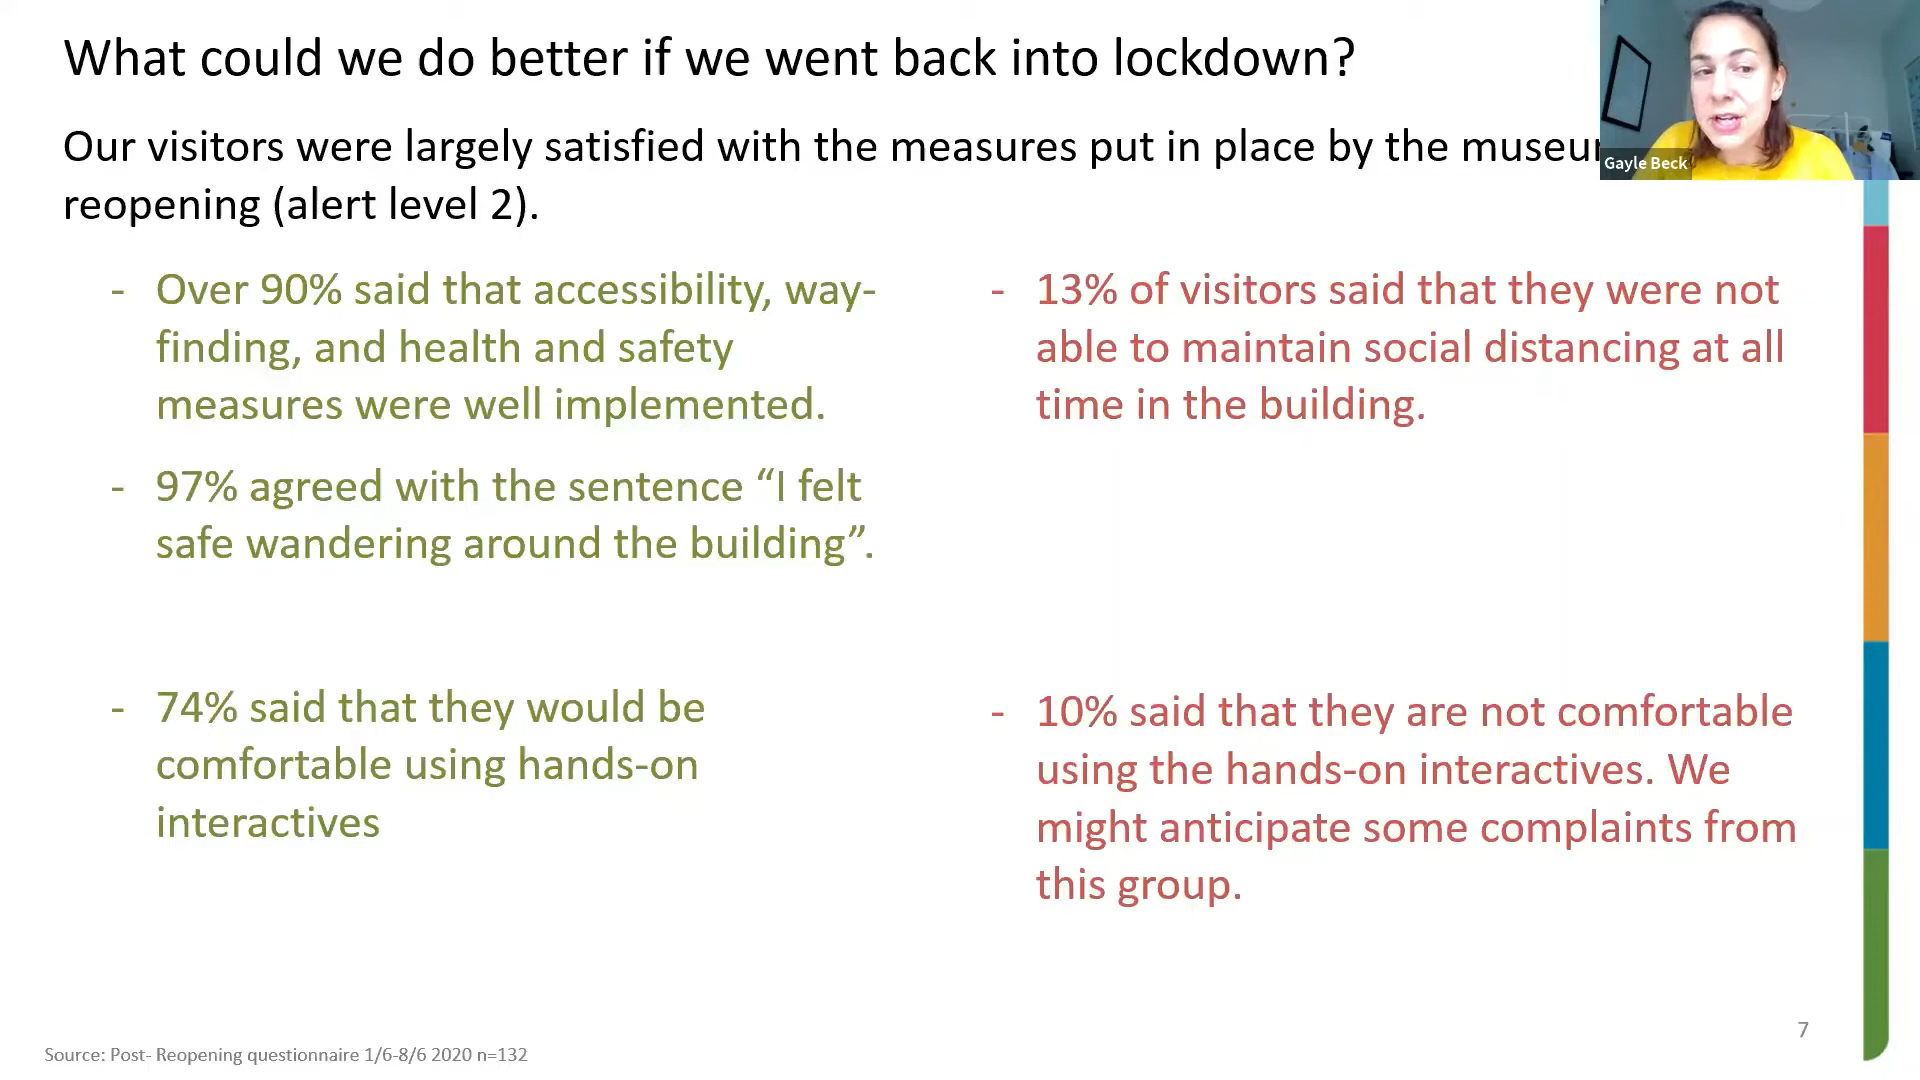 What could we do better if we went back into lockdown?
Our visitors were largely satisfied with the measures put in place by the
reopening (alert level 2).
- Over 90% said that accessibility, way-
finding, and health and safety
measures were well implemented.
- 97% agreed with the sentence “I felt
safe wandering around the building”.
- 74% said that they would be
comfortable using hands-on
interactives
- 13% of visitors said that they were not
able to maintain social distancing at all
time in the building.
- 10% said that they are not comfortable
using the hands-on interactives. We
might anticipate some complaints from
this group.
Gayle Beck
7
Source: Post- Reopening questionnaire 1/6-8/6 2020 n=132